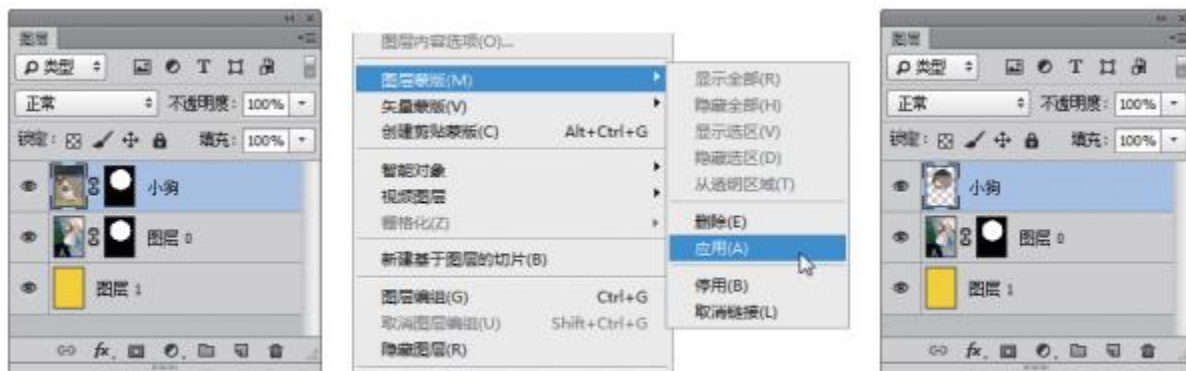 图层
类型
正常 不透明度: 100%
锁定: 填充: 100%
小狗
图层 0
图层 1
fx
图层内容选项(O)...
图层蒙版(M)
矢量蒙版(V)
创建剪贴蒙版(C) Alt+Ctrl+G
智能对象
视频图层
栅格化(Z)
新建基于图层的切片(B)
图层编组(G) Ctrl+G
取消图层编组(U) Shift+Ctrl+G
隐藏图层(R)
显示全部(R)
隐藏全部(H)
显示选区(V)
隐藏选区(D)
从透明区域(T)
删除(E)
应用(A)
停用(B)
取消链接(L)
图层
类型
正常 不透明度: 100%
锁定: 填充: 100%
小狗
图层 0
图层 1
fx